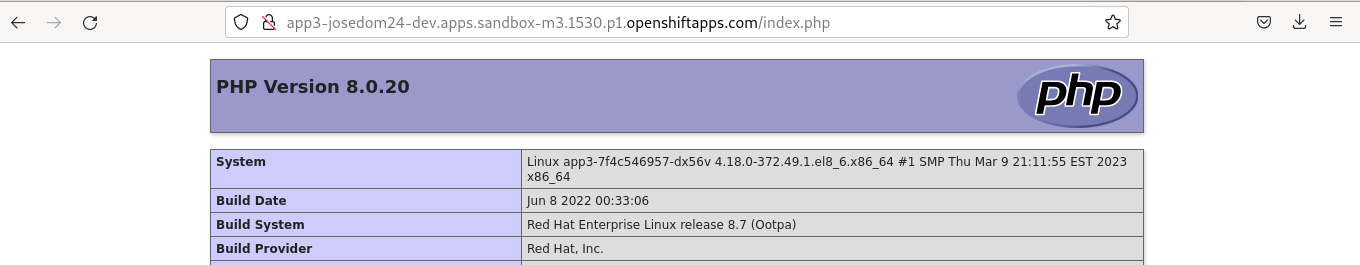 app3-josedom24-dev.apps.sandbox-m3.1530.p1.openshiftapps.com/index.php
PHP Version 8.0.20
php
System
Linux app3-7f4c546957-dx56v 4.18.0-372.49.1.el8_6.x86_64 #1 SMP Thu Mar 9 21:11:55 EST 2023
x86_64
Build Date
Jun 8 2022 00:33:06
Build System
Red Hat Enterprise Linux release 8.7 (Ootpa)
Build Provider
Red Hat, Inc.